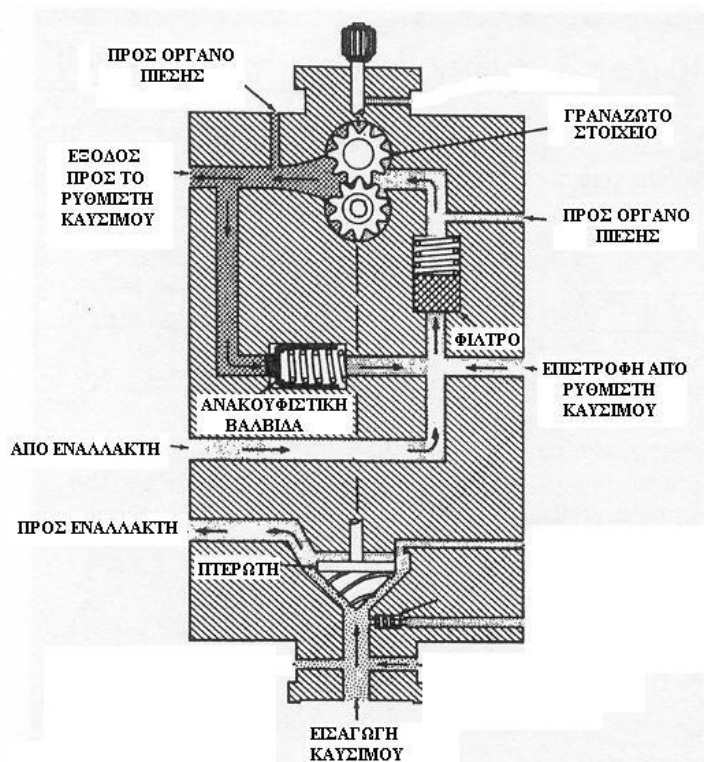 ΠΡΟΣ ΟΡΓΑΝΟ
ΠΙΕΣΗΣ
ΓΡΑΝΑΖΩΤΟ
ΣΤΟΙΧΕΙΟ
ΕΞΟΔΟΣ
ΠΡΟΣ ΤΟ
ΡΥΘΜΙΣΤΗ
ΚΑΥΣΙΜΟΥ
ΠΡΟΣ ΟΡΓΑΝΟ
ΠΙΕΣΗΣ
ΦΙΛΤΡΟ
ΕΠΙΣΤΡΟΦΗ ΑΠΟ
ΡΥΘΜΙΣΤΗ
ΚΑΥΣΙΜΟΥ
ΑΝΑΚΟΥΦΙΣΤΙΚΗ
ΒΑΛΒΙΔΑ
ΑΠΟ ΕΝΑΛΛΑΚΤΗ
ΠΡΟΣ ΕΝΑΛΛΑΚΤΗ
ΠΤΕΡΩΤΗ
ΕΙΣΑΓΩΓΗ
ΚΑΥΣΙΜΟΥ